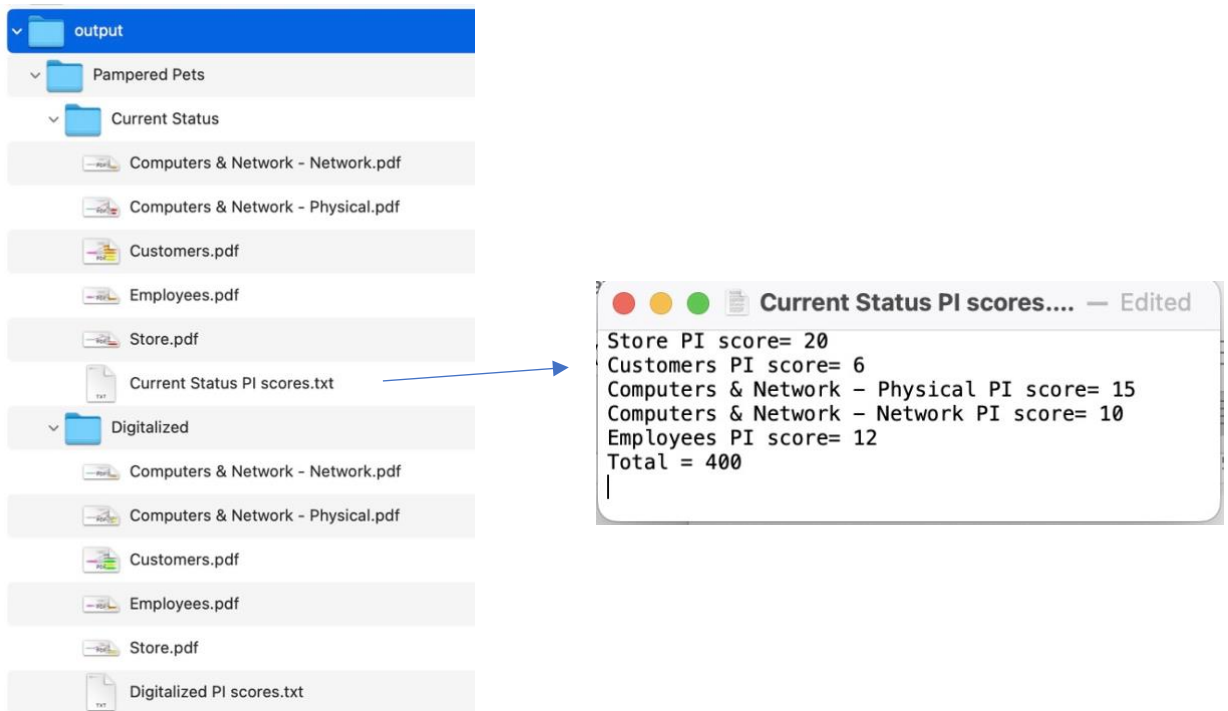 output
Pampered Pets
Current Status
Computers & Network - Network.pdf
Computers & Network - Physical.pdf
Customers.pdf
Employees.pdf
Store.pdf
Current Status PI scores.txt
Digitalized
Computers & Network - Network.pdf
Computers & Network - Physical.pdf
Customers.pdf
Employees.pdf
Store.pdf
Digitalized PI scores.txt
Current Status PI scores.... — Edited
Store PI score= 20
Customers PI score= 6
Computers & Network – Physical PI score= 15
Computers & Network – Network PI score= 10
Employees PI score= 12
Total = 400